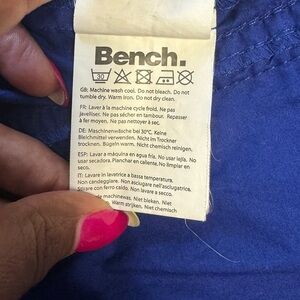 Bench.
30
GB: Machine wash cool. Do not bleach. Do not
tumble dry. Warm iron. Do not dry clean.
FR: Laver à la machine cycle froid. Ne pas
javelliser. Ne pas sécher en tambour. Repasser
à fer moyen. Ne pas nettoyer à sec.
DE: Maschinenwäsche bei 30°C. Keine
Bleichmittel verwenden. Nicht im Trockner
trocknen. Bügeln warm. Nicht chemisch reinigen.
ESP: Lavar a máquina en agua fría. No usar lejía. No
usar secadora. Planchar en caliente. No limpiar en
seco.
IT: Lavare in lavatrice a bassa temperatura.
Non candeggiare. Non asciugare nell'asciugatrice.
Stirare con ferro caldo. Non lavare a secco.
machinewas. Niet bleken. Niet
Warm strijken. Niet chemisch